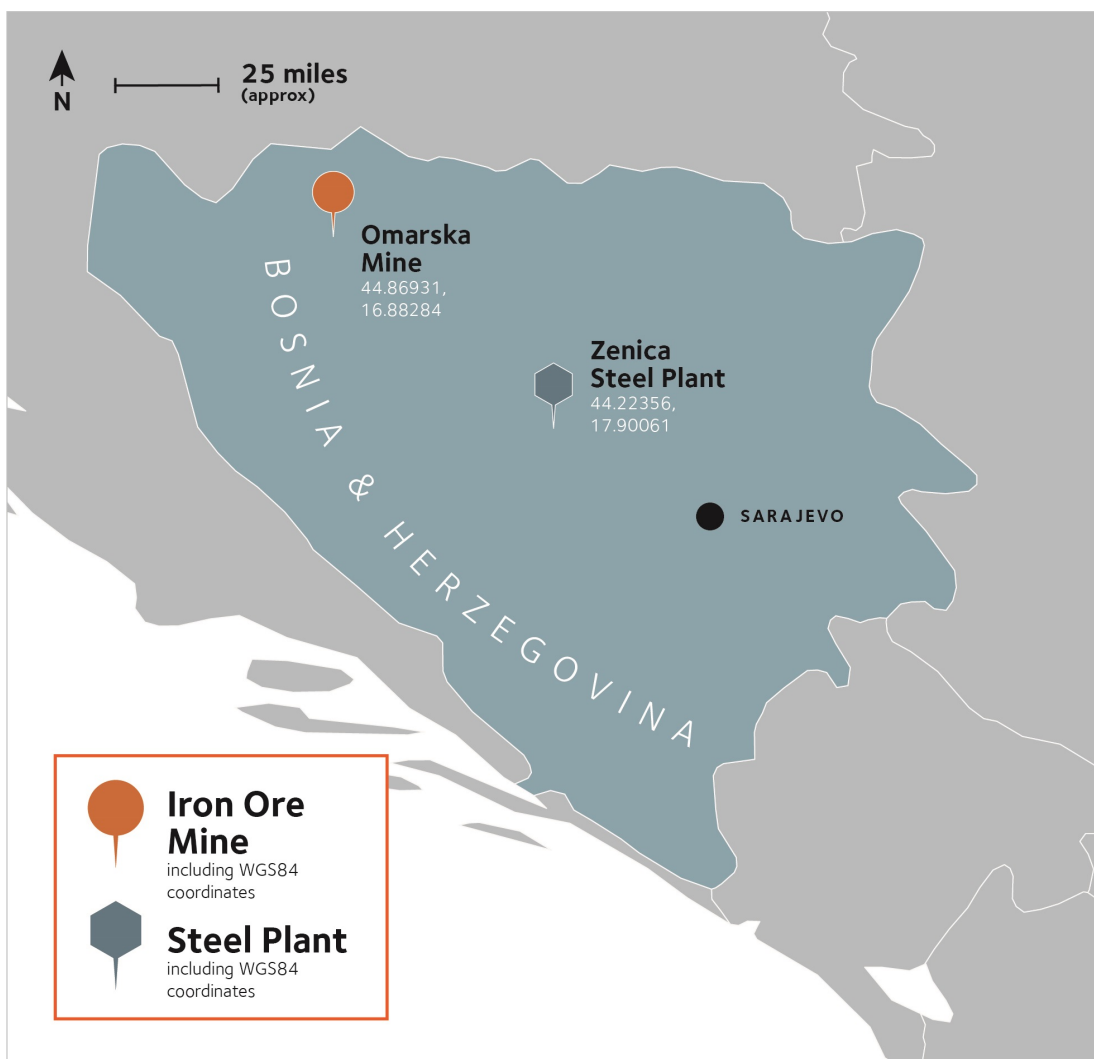 25 miles
(approx)
N
Omarska
Mine
44.86931,
16.88284
Zenica
Steel Plant
44.22356,
17.90061
BOSNIA & HERZEGOVINA
SARAJEVO
Iron Ore
Mine
including WGS84
coordinates
Steel Plant
including WGS84
coordinates